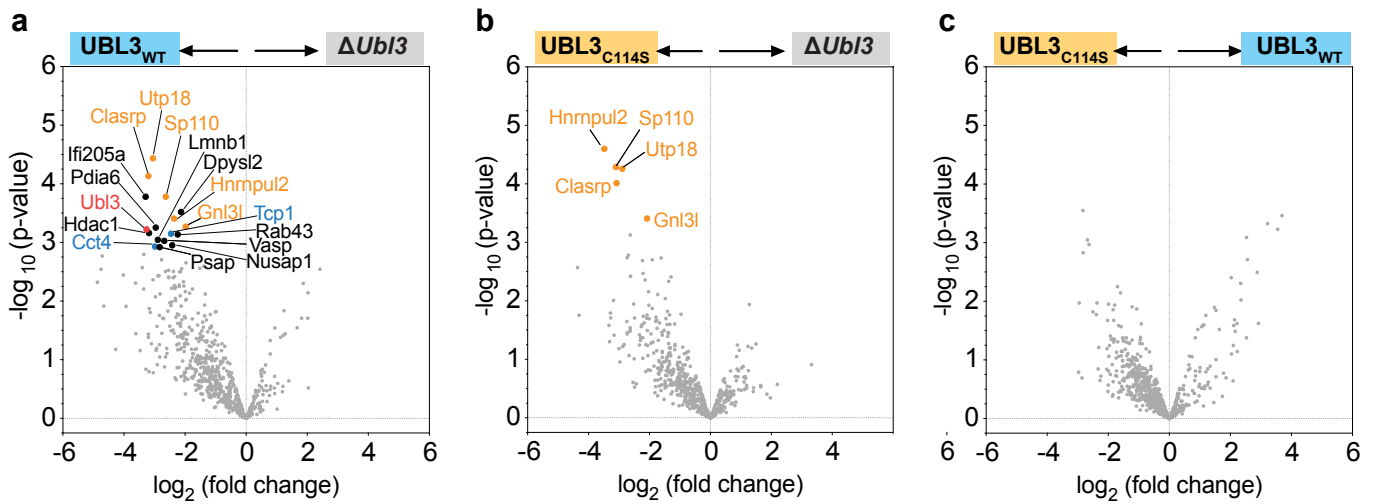 a
UBL3WT
ΔUbl3
6
5
4
3
2
1
0
-log10 (p-value)
Utp18
Clasrp
Sp110
Lmnb1
Ifi205a
Dpysl2
Pdia6
Hnrnpul2
Ubl3
Gnl3l
Tcp1
Hdac1
Rab43
Cct4
Vasp
Psap
Nusap1
-6 -4 -2 0 2 4 6
log2 (fold change)
b
UBL3C114S
ΔUbl3
6
5
4
3
2
1
0
-log10 (p-value)
Hnrnpul2
Sp110
Utp18
Clasrp
Gnl3l
-6 -4 -2 0 2 4 6
log2 (fold change)
c
UBL3C114S
UBL3WT
6
5
4
3
2
1
0
-log10 (p-value)
-6 -4 -2 0 2 4 6
log2 (fold change)